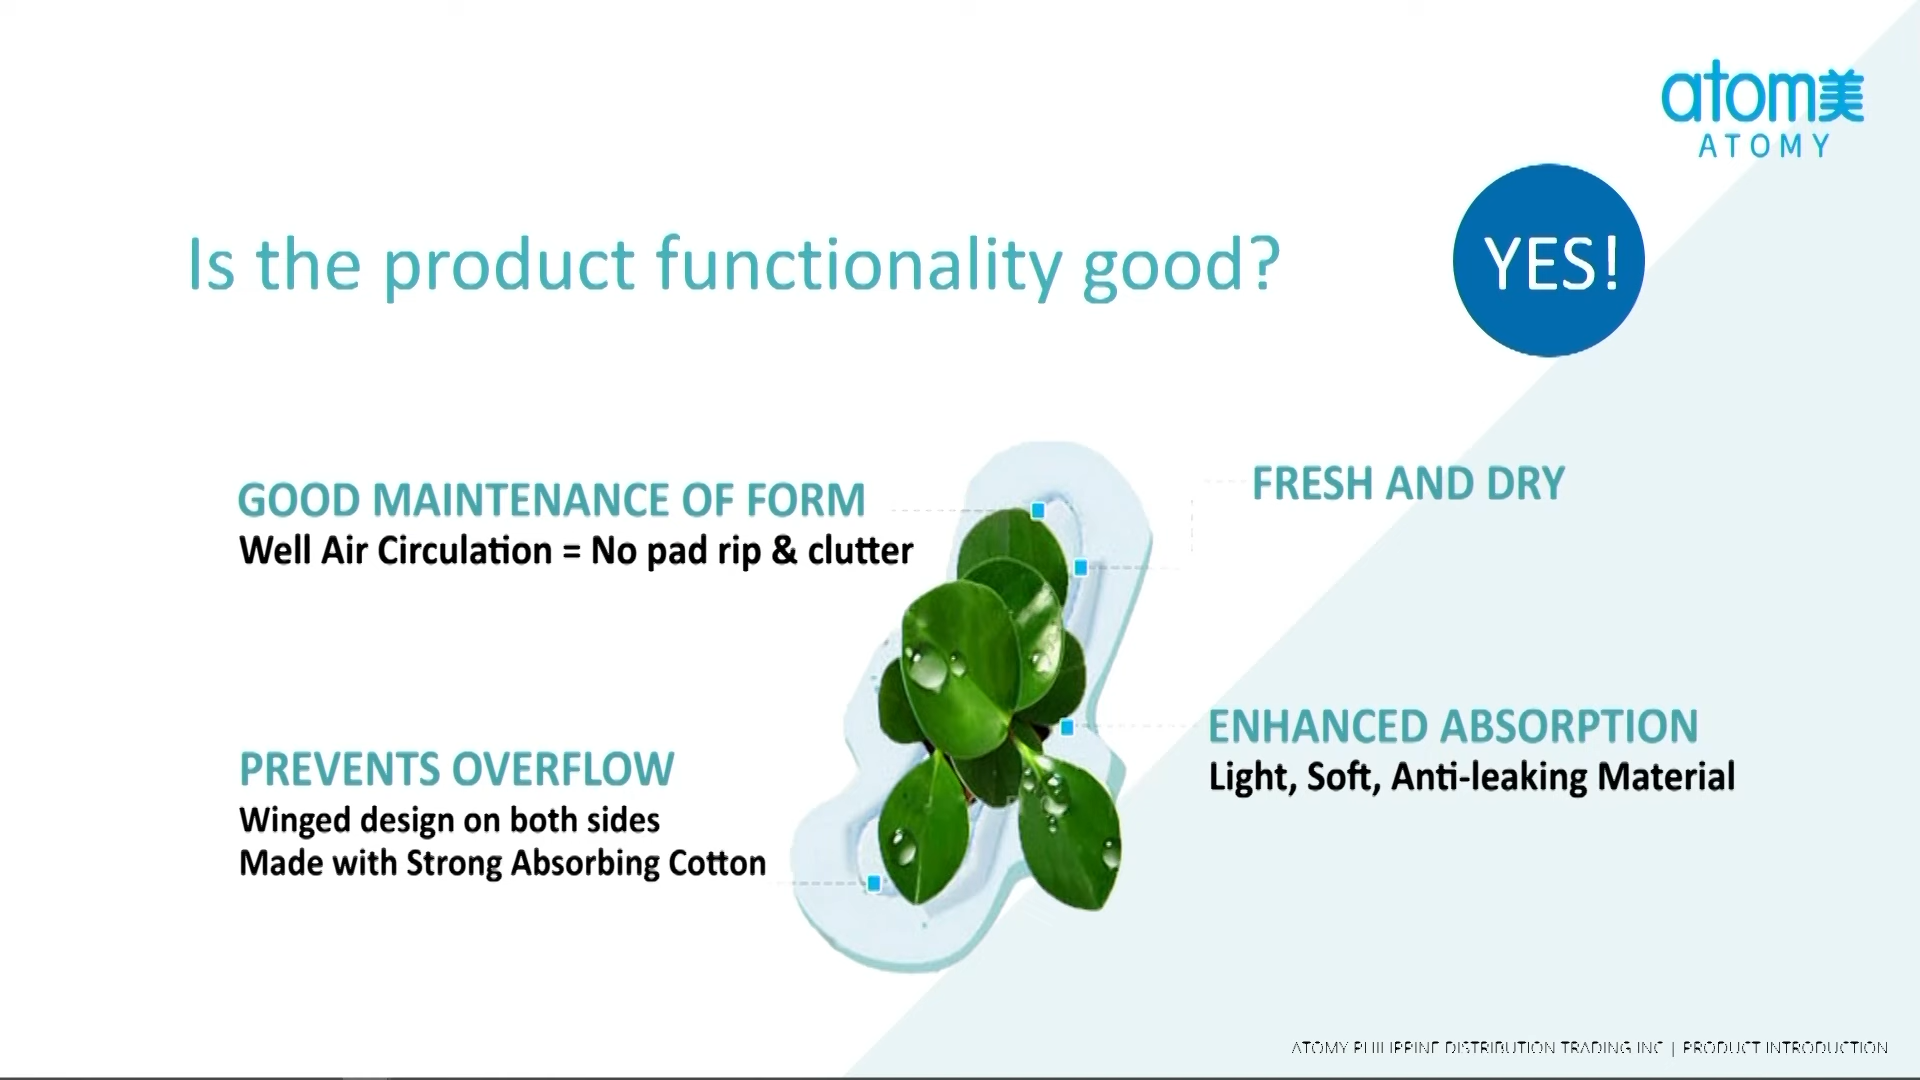 atom美
ATOMY
Is the product functionality good?
YES!
GOOD MAINTENANCE OF FORM
Well Air Circulation = No pad rip & clutter
FRESH AND DRY
PREVENTS OVERFLOW
Winged design on both sides
Made with Strong Absorbing Cotton
ENHANCED ABSORPTION
Light, Soft, Anti-leaking Material
ATOMY PHILIPPINE DISTRIBUTION TRADING INC | PRODUCT INTRODUCTION